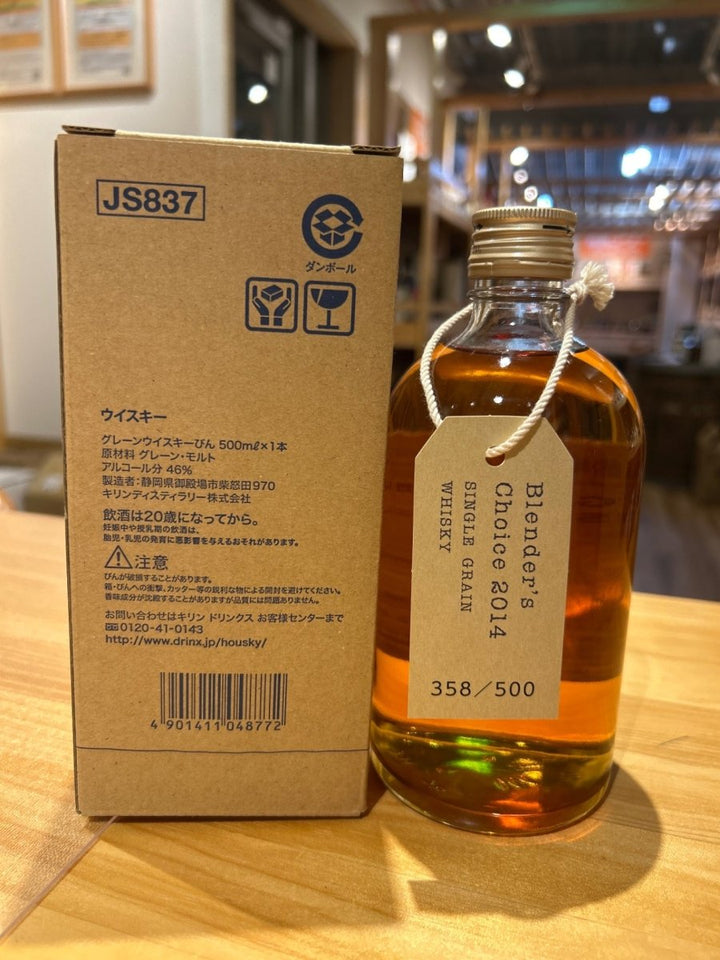 JS837
ダンボール
ウイスキー
グレーンウイスキーびん 500mℓ×1本
原材料 グレーン・モルト
アルコール分 46%
製造者:静岡県御殿場市柴怒田970
キリンディスティラリー株式会社
飲酒は20歳になってから。
妊娠中や授乳期の飲酒は、
胎児・乳児の発育に悪影響を与えるおそれがあります。
注意
びんが破損することがあります。
箱・びんへの衝撃、カッター等の鋭利な物による開封を避けてください。
香味成分が沈殿することがありますが品質には問題ありません。
お問い合わせはキリン ドリンクス お客様センターまで
0120-41-0143
http://www.drinx.jp/housky/
4 901411 048772
Blender's
Choice 2014
SINGLE GRAIN
WHISKY
358/500